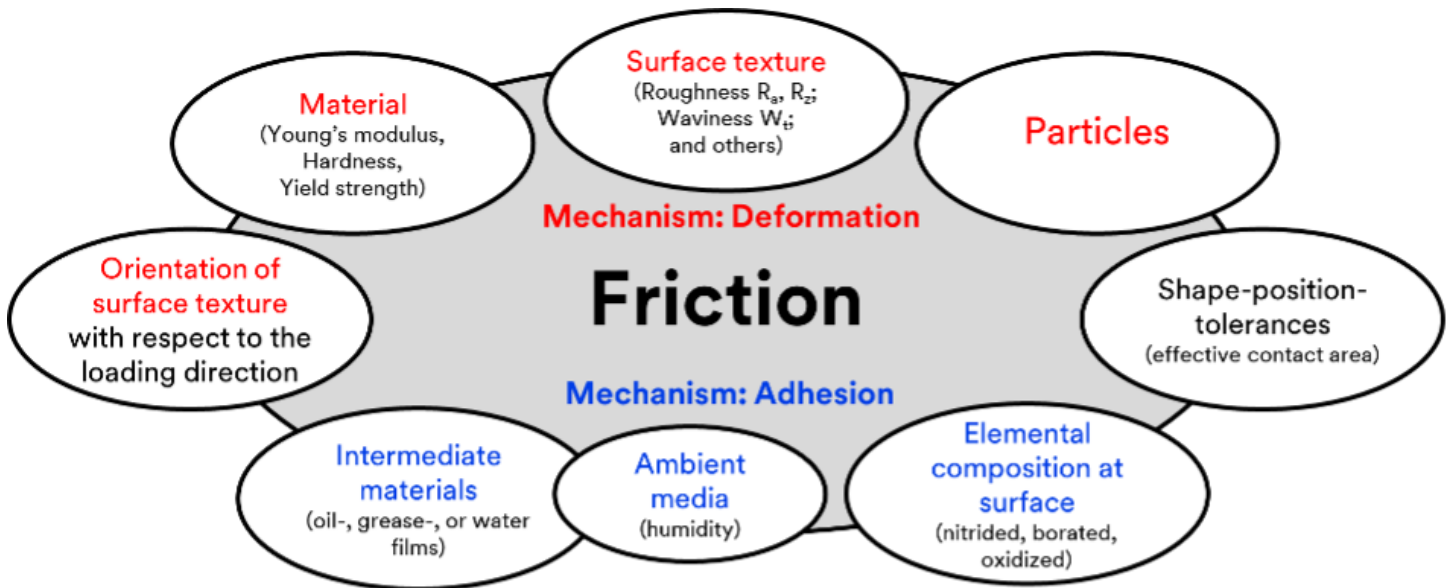 Surface texture
(Roughness Ra, Rz;
Waviness Wt;
and others)
Material
(Young's modulus,
Hardness,
Yield strength)
Particles
Mechanism: Deformation
Orientation of
surface texture
with respect to the
loading direction
Friction
Shape-position-
tolerances
(effective contact area)
Mechanism: Adhesion
Intermediate
materials
(oil-, grease-, or water
films)
Ambient
media
(humidity)
Elemental
composition at
surface
(nitrided, borated,
oxidized)